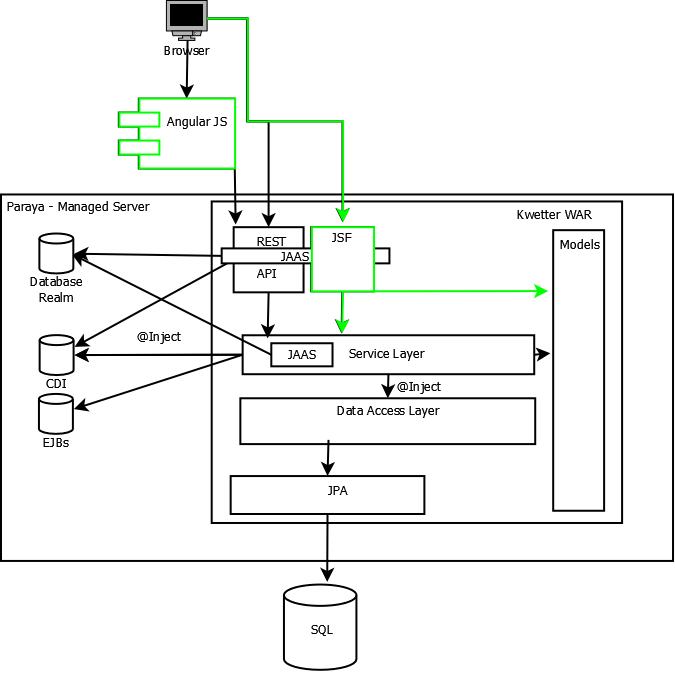 Browser
Angular JS
Paraya - Managed Server
Kwetter WAR
REST
JSF
Models
JAAS
API
Database
Realm
@Inject
JAAS
Service Layer
CDI
@Inject
Data Access Layer
EJBs
JPA
SQL